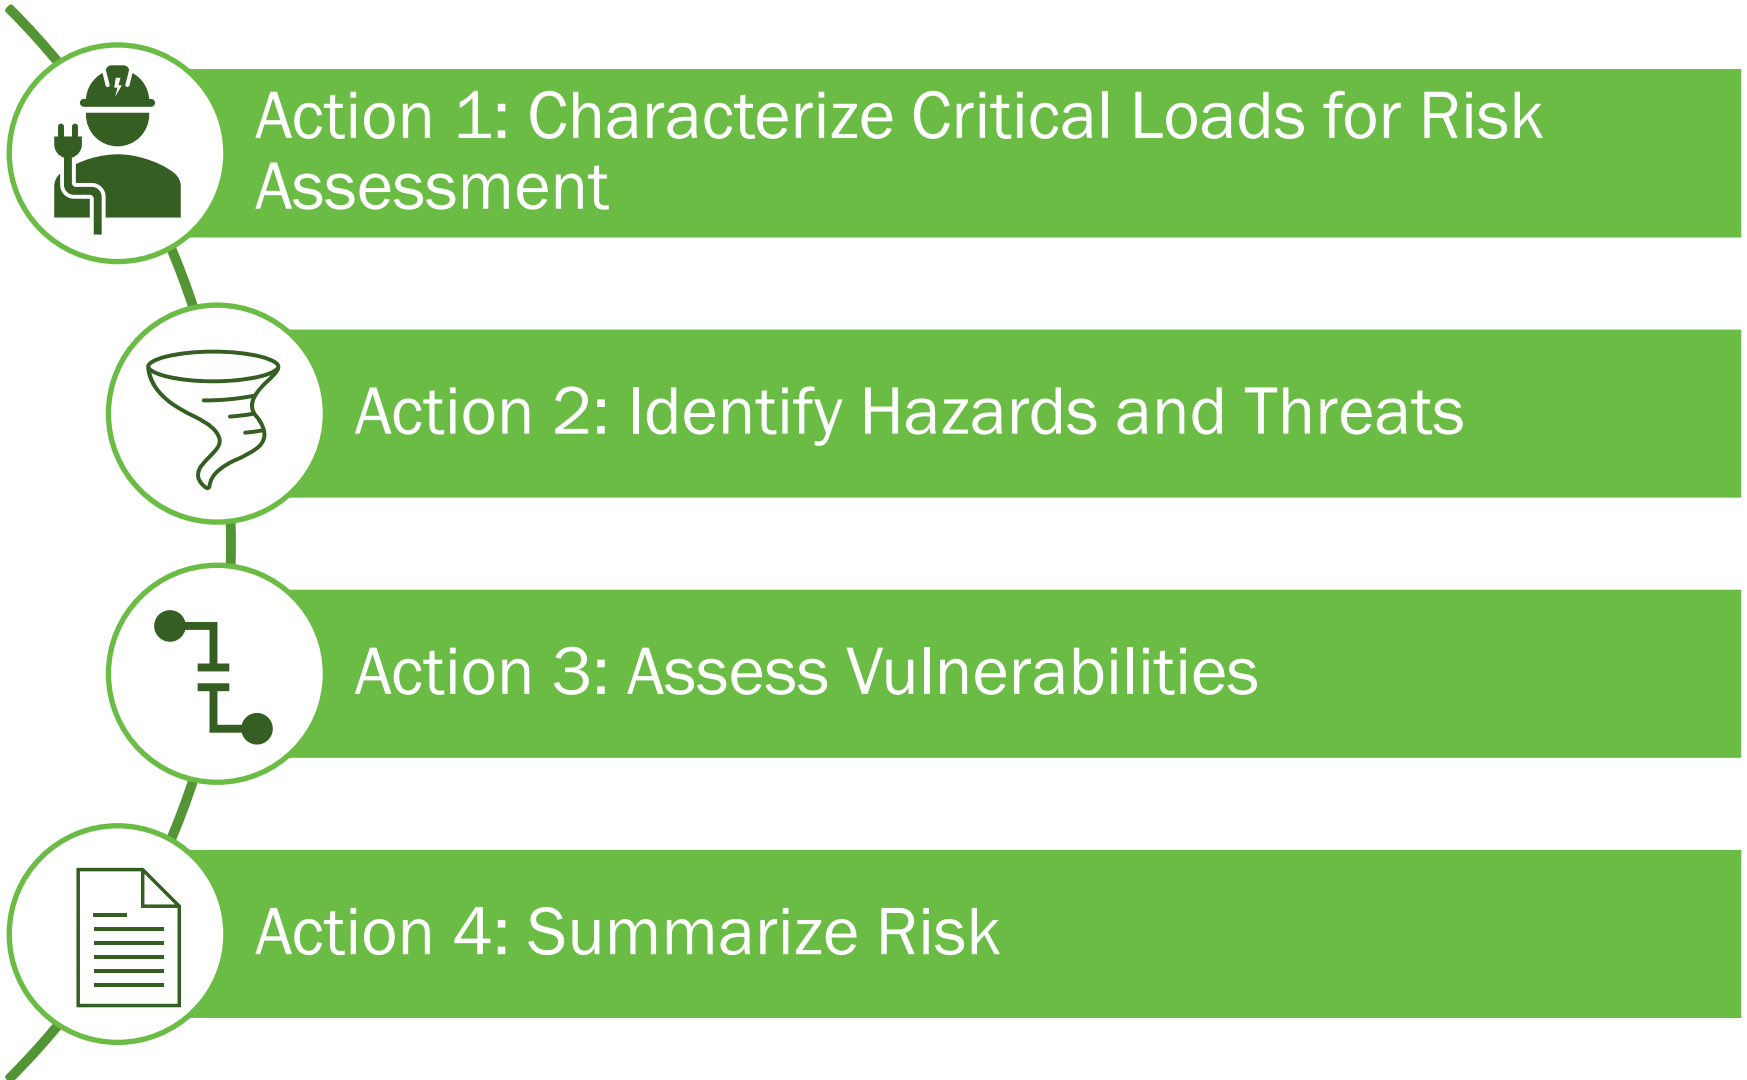 Action 1: Characterize Critical Loads for Risk
Assessment
Action 2: Identify Hazards and Threats
Action 3: Assess Vulnerabilities
Action 4: Summarize Risk